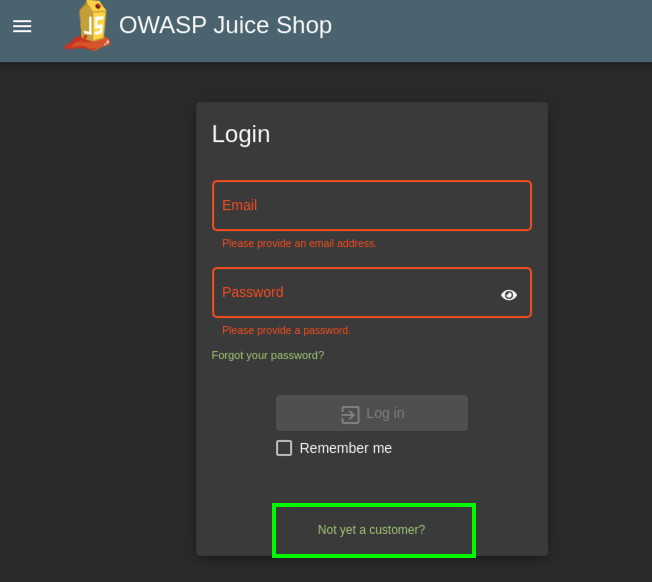 OWASP Juice Shop
Login
Email
Please provide an email address.
Password
Please provide a password.
Forgot your password?
Log in
Remember me
Not yet a customer?